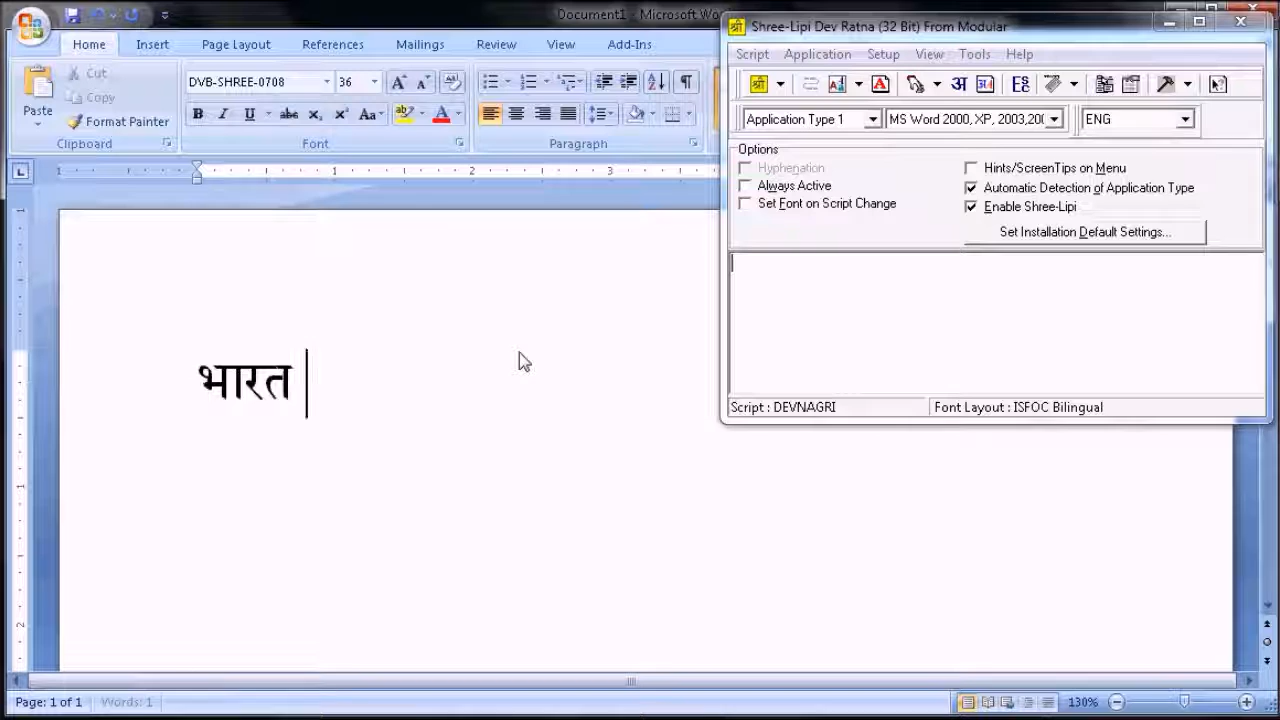 Document1 - Microsoft Wo
Home Insert Page Layout References Mailings Review View Add-Ins
Paste
Cut
Copy
Format Painter
Clipboard
DVB-SHREE-0708 36
B I U abc x₂ x² Aa
Font
Paragraph
Shree-Lipi Dev Ratna (32 Bit) From Modular
Script Application Setup View Tools Help
Application Type 1 MS Word 2000, XP, 2003,20( ENG
Options
Hyphenation
Always Active
Set Font on Script Change
Hints/ScreenTips on Menu
Automatic Detection of Application Type
Enable Shree-Lipi
Set Installation Default Settings...
Script : DEVNAGRI Font Layout : ISFOC Bilingual
भारत
Page: 1 of 1 Words: 1 130%